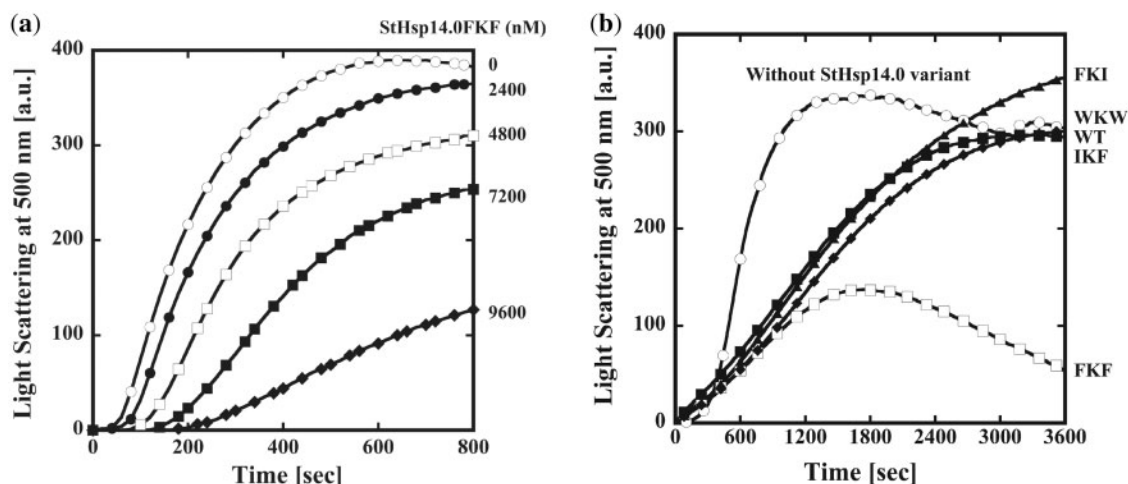 (a)
StHsp14.0FKF (nM)
400
300
200
100
0
0
2400
4800
7200
9600
0
200
400
600
800
Light Scattering at 500 nm [a.u.]
Time [sec]
(b)
400
300
200
100
0
Without StHsp14.0 variant
FKI
WKW
WT
IKF
FKF
0
600
1200
1800
2400
3000
3600
Light Scattering at 500 nm [a.u.]
Time [sec]